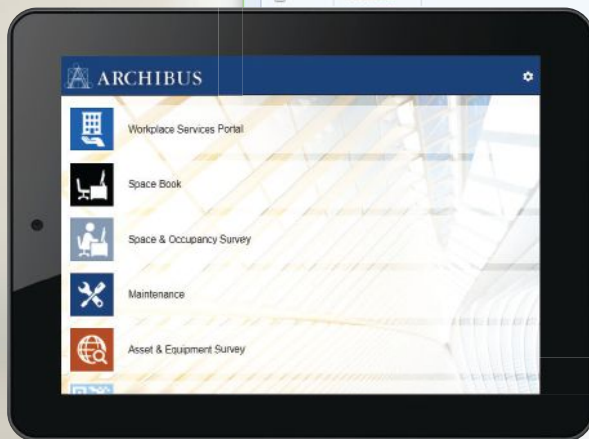 ARCHIBUS
Workplace Services Portal
Space Book
Space & Occupancy Survey
Maintenance
Asset & Equipment Survey